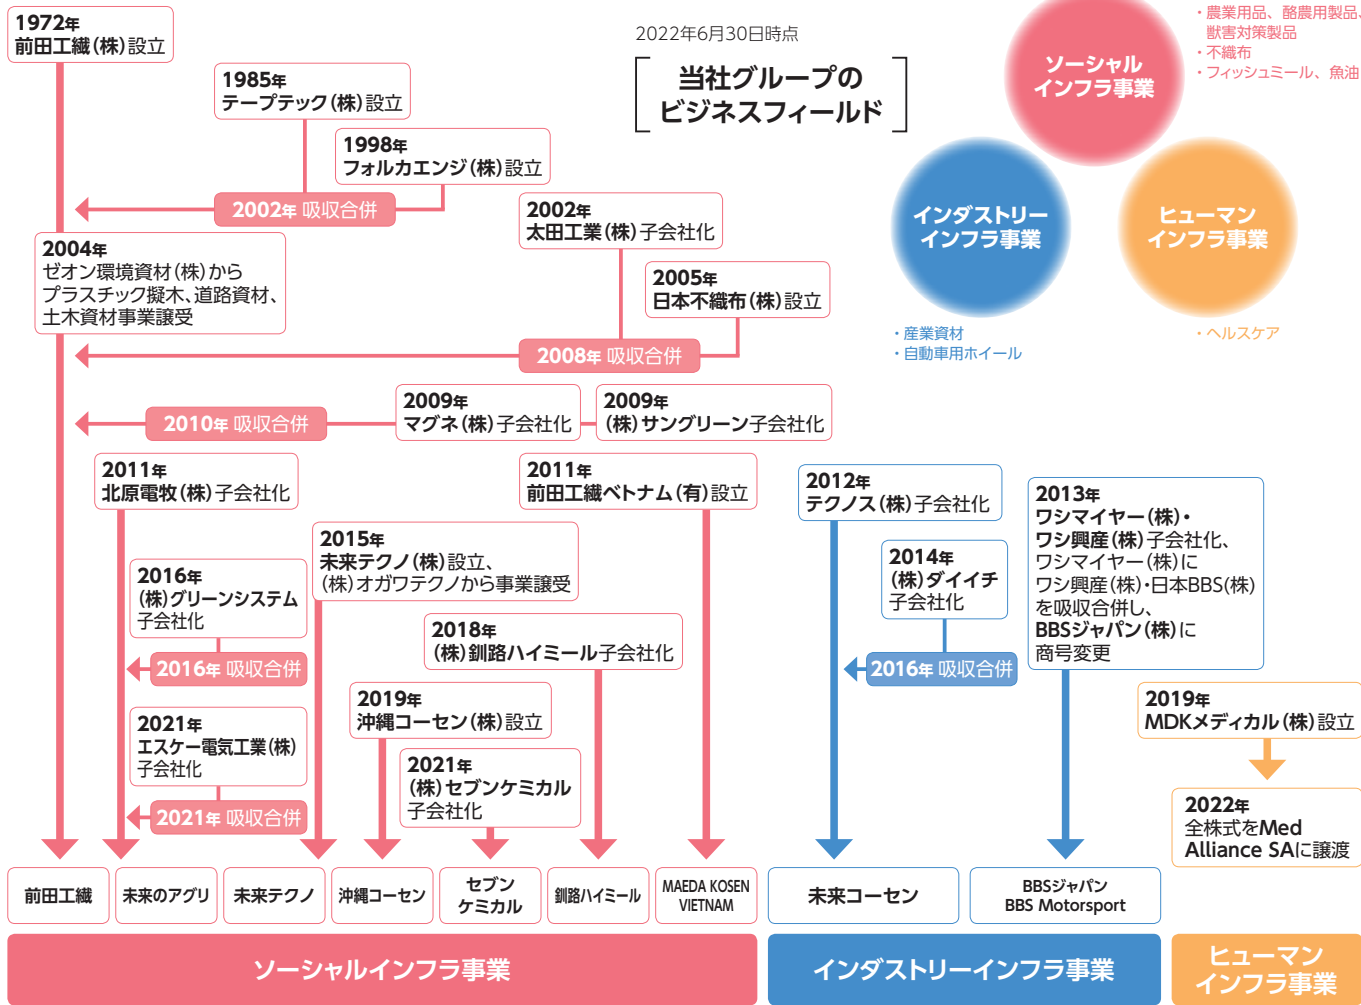 1972年
前田工繊(株)設立
1985年
テープテック(株)設立
1998年
フォルカエンジ(株)設立
2002年 吸収合併
2004年
ゼオン環境資材(株)から
プラスチック擬木、道路資材、
土木資材事業譲受
2002年
太田工業(株)子会社化
2005年
日本不織布(株)設立
2008年 吸収合併
2009年
マグネ(株)子会社化
2009年
(株)サングリーン子会社化
2010年 吸収合併
2022年6月30日時点
当社グループの
ビジネスフィールド
ソーシャル
インフラ事業
・農業用品、酪農用製品、
獣害対策製品
・不織布
・フィッシュミール、魚油
インダストリー
インフラ事業
・産業資材
・自動車用ホイール
ヒューマン
インフラ事業
・ヘルスケア
2011年
北原電牧(株)子会社化
2016年
(株)グリーンシステム
子会社化
2016年 吸収合併
2021年
エスケー電気工業(株)
子会社化
2021年 吸収合併
2015年
未来テクノ(株)設立、
(株)オガワテクノから事業譲受
2019年
沖縄コーセン(株)設立
2021年
(株)セブンケミカル
子会社化
2018年
(株)釧路ハイミール子会社化
2011年
前田工繊ベトナム(有)設立
2012年
テクノス(株)子会社化
2014年
(株)ダイイチ
子会社化
2016年 吸収合併
2013年
ワシマイヤー(株)・
ワシ興産(株)子会社化、
ワシマイヤー(株)に
ワシ興産(株)・日本BBS(株)
を吸収合併し、
BBSジャパン(株)に
商号変更
2019年
MDKメディカル(株)設立
2022年
全株式をMed
Alliance SAに譲渡
前田工繊
未来のアグリ
未来テクノ
沖縄コーセン
セブン
ケミカル
釧路ハイミール
MAEDA KOSEN
VIETNAM
未来コーセン
BBSジャパン
BBS Motorsport
ソーシャルインフラ事業
インダストリーインフラ事業
ヒューマン
インフラ事業